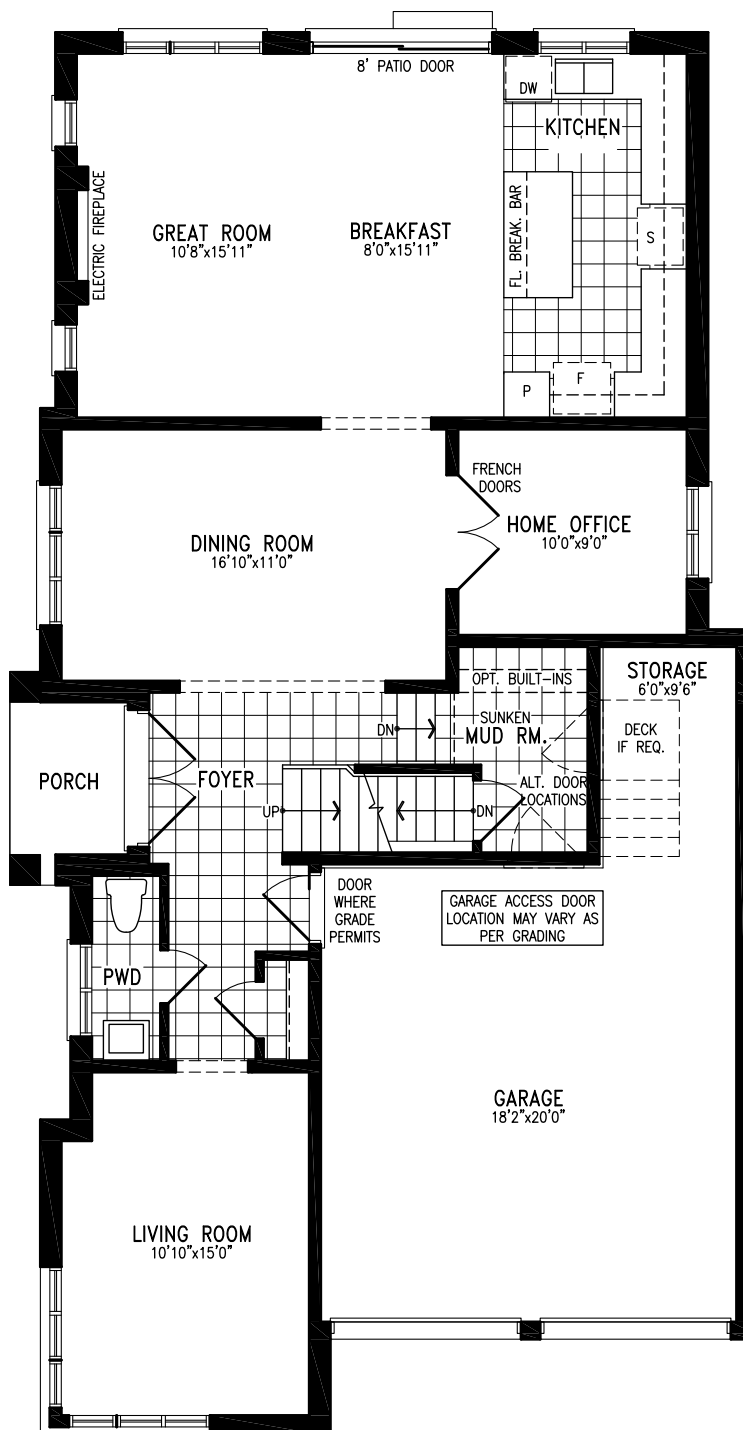 8' PATIO DOOR
DW
KITCHEN
ELECTRIC FIREPLACE
GREAT ROOM
10'8"x15'11"
BREAKFAST
8'0"x15'11"
FL. BREAK. BAR
S
P
F
FRENCH
DOORS
DINING ROOM
16'10"x11'0"
HOME OFFICE
10'0"x9'0"
OPT. BUILT-INS
STORAGE
6'0"x9'6"
DN
SUNKEN
MUD RM.
DECK
IF REQ.
PORCH
FOYER
UP
DN
ALT. DOOR
LOCATIONS
DOOR
WHERE
GRADE
PERMITS
GARAGE ACCESS DOOR
LOCATION MAY VARY AS
PER GRADING
PWD
GARAGE
18'2"x20'0"
LIVING ROOM
10'10"x15'0"